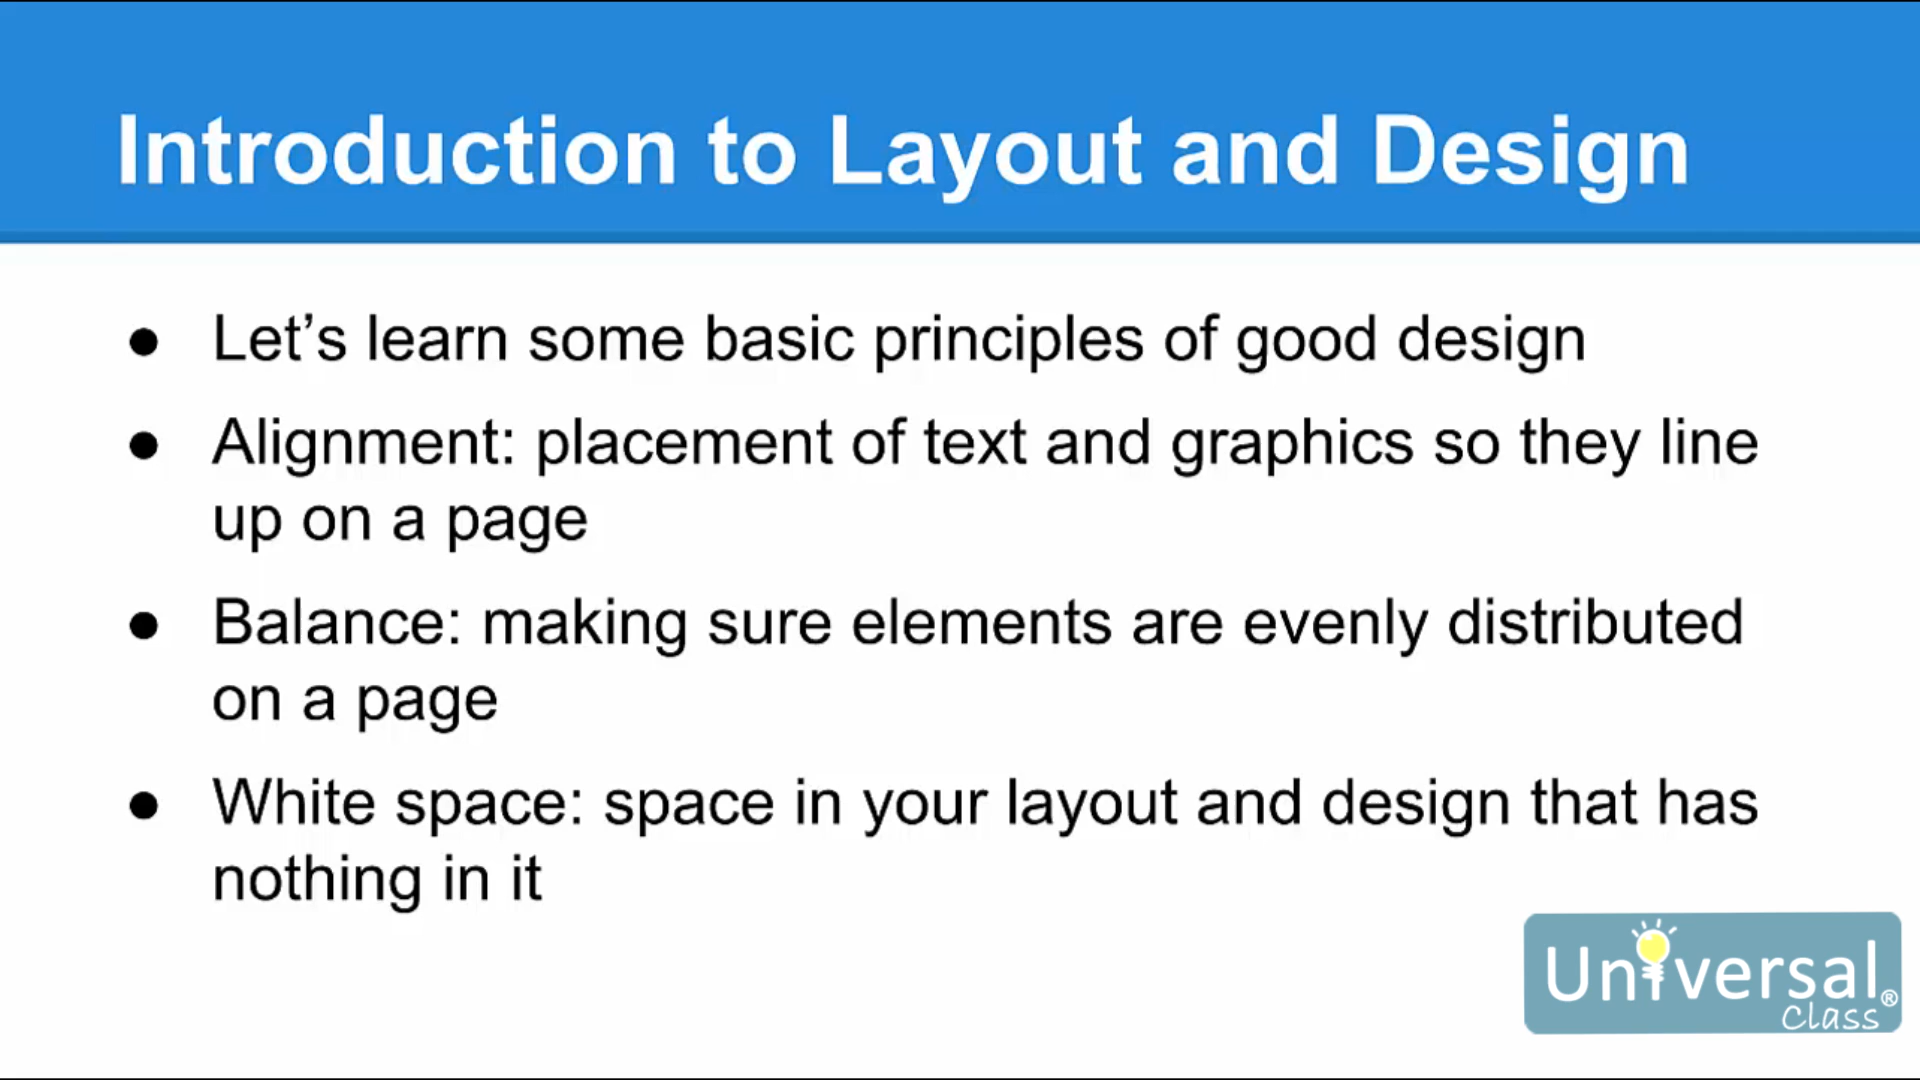 Introduction to Layout and Design
● Let’s learn some basic principles of good design
● Alignment: placement of text and graphics so they line
up on a page
● Balance: making sure elements are evenly distributed
on a page
● White space: space in your layout and design that has
nothing in it
Universal®
Class